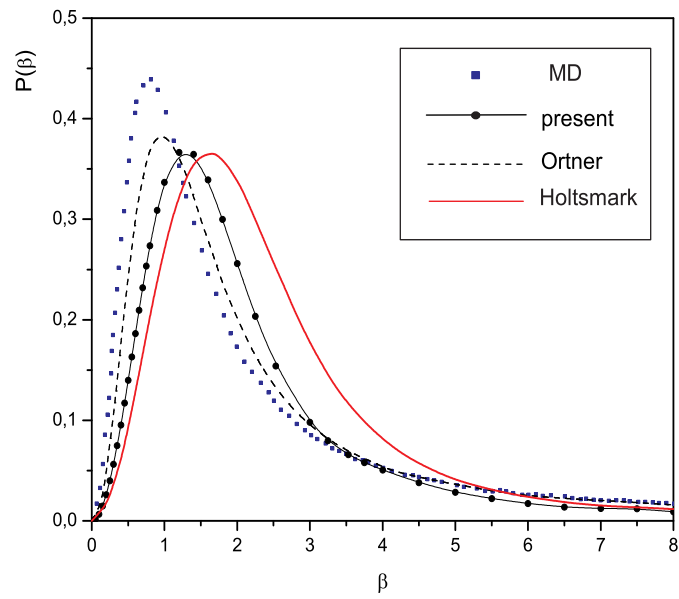 0,5
P(β)
0,4
0,3
0,2
0,1
0,0
MD
present
Ortner
Holtsmark
0 1 2 3 4 5 6 7 8
β